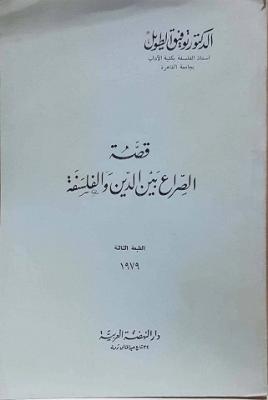 الدكتور توفيق الطويل
استاذ الفلسفة بكلية الآداب
بجامعة القاهرة
قصة
الصراع بين الدين والفلسفة
الطبعة الثالثة
١٩٧٩
دار النهضة العربية